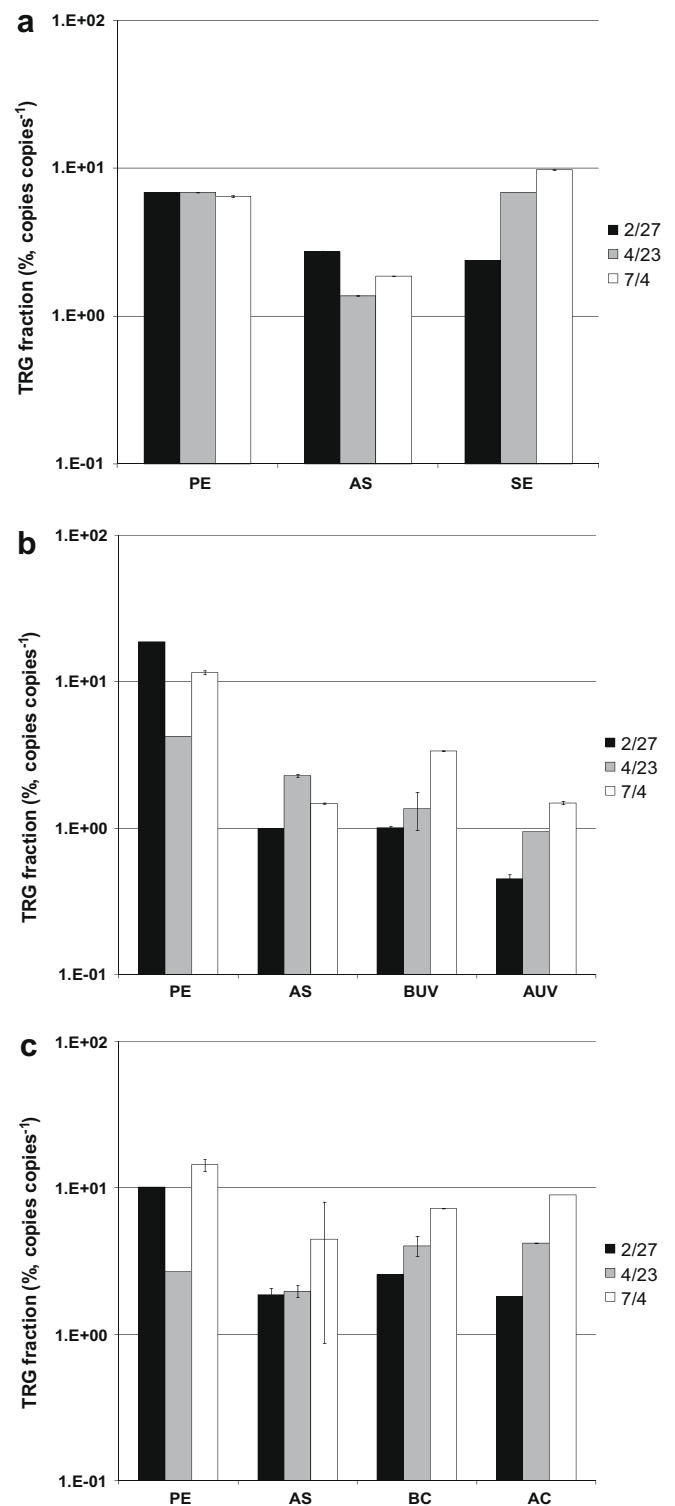 a
1.E+02
1.E+01
1.E+00
1.E-01
TRG fraction (%, copies copies-1)
PE AS SE
2/27
4/23
7/4
b
1.E+02
1.E+01
1.E+00
1.E-01
TRG fraction (%, copies copies-1)
PE AS BUV AUV
2/27
4/23
7/4
c
1.E+02
1.E+01
1.E+00
1.E-01
TRG fraction (%, copies copies-1)
PE AS BC AC
2/27
4/23
7/4